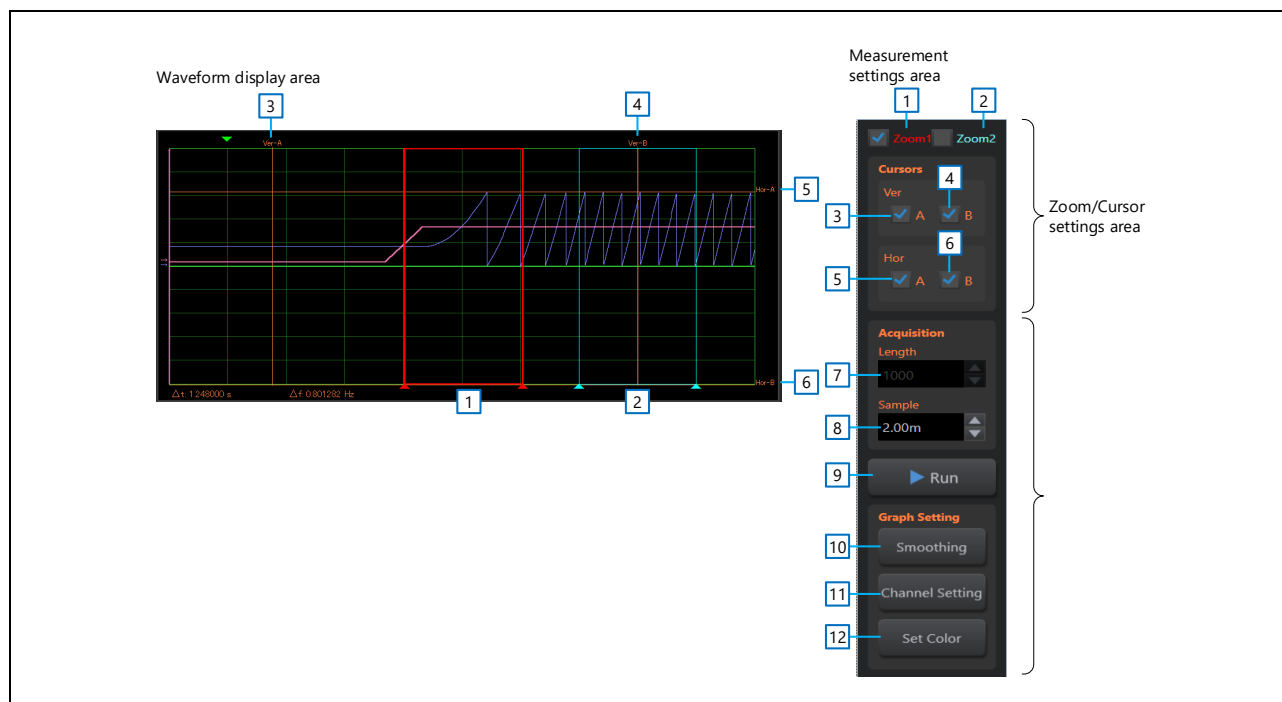 Waveform display area
3
4
Ver-A
Ver-B
Hor-A
5
Hor-B
6
△t: 1.248000 s
△f: 0.801282 Hz
1
2
Measurement
settings area
1
2
Zoom1
Zoom2
Cursors
4
Ver
3
A
B
6
Hor
5
A
B
Zoom/Cursor
settings area
Acquisition
Length
7
1000
Sample
8
2.00m
9
Run
Graph Setting
10
Smoothing
11
Channel Setting
12
Set Color